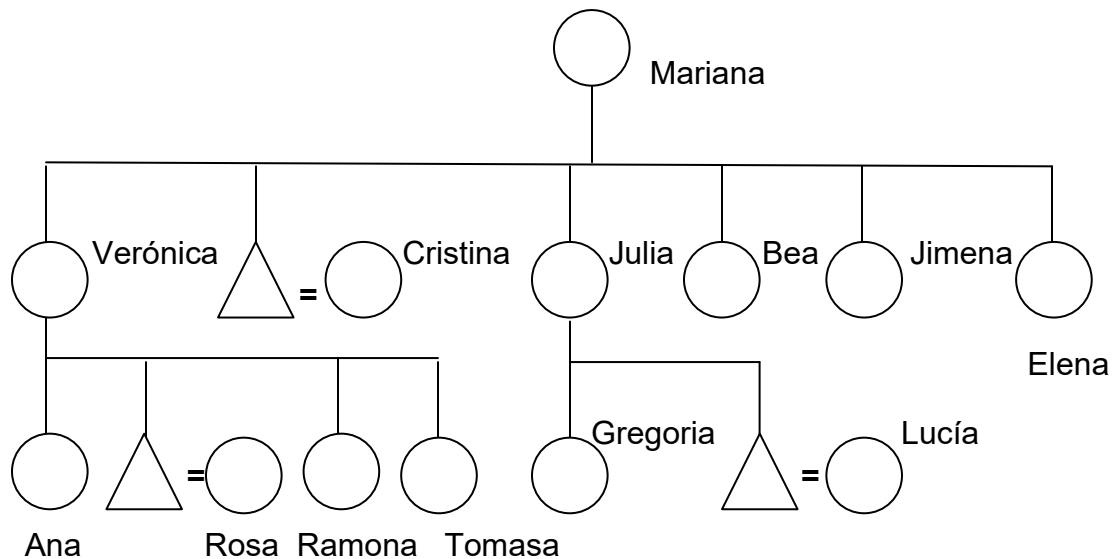 Mariana
Verónica
Cristina
Julia
Bea
Jimena
=
Elena
Gregoria
Lucía
=
=
Ana
Rosa
Ramona
Tomasa